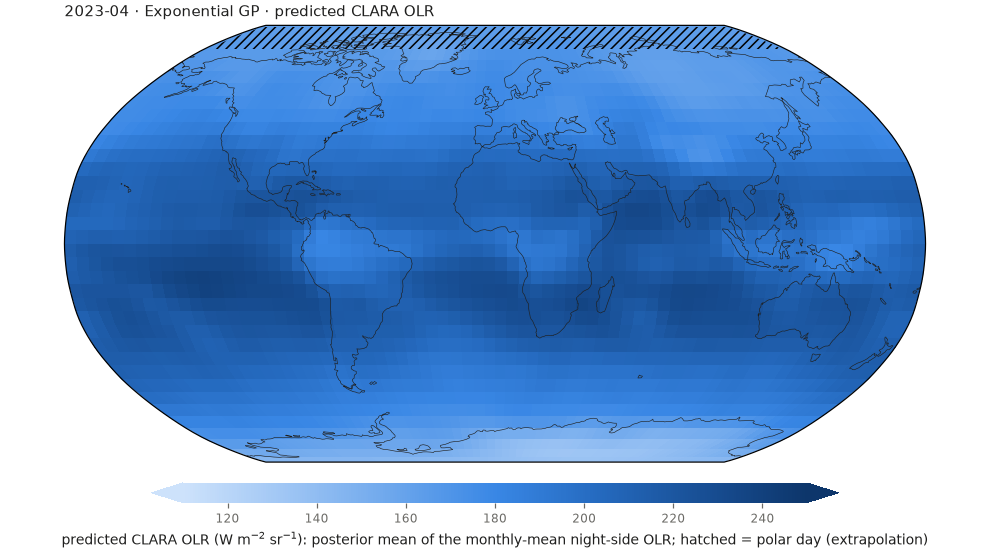 2023-04 · Exponential GP · predicted CLARA OLR
120 140 160 180 200 220 240
predicted CLARA OLR (W m⁻² sr⁻¹): posterior mean of the monthly-mean night-side OLR; hatched = polar day (extrapolation)